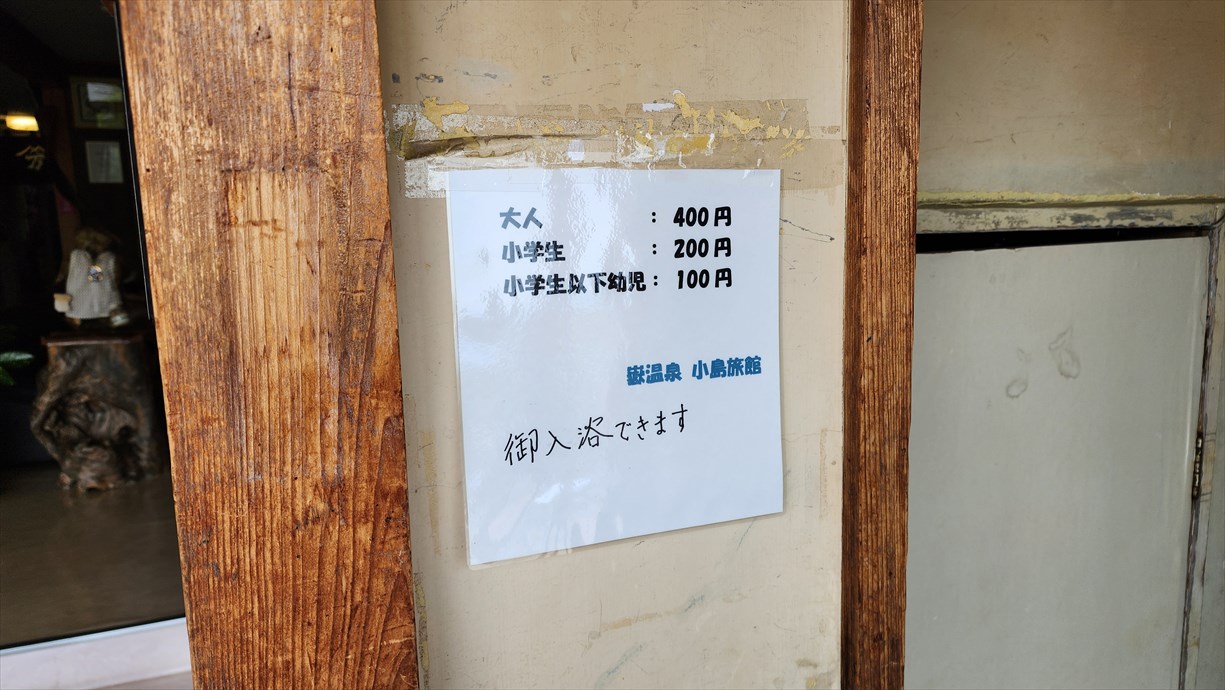 大人 : 400円
小学生 : 200円
小学生以下幼児 : 100円
嶽温泉 小島旅館
御入浴できます